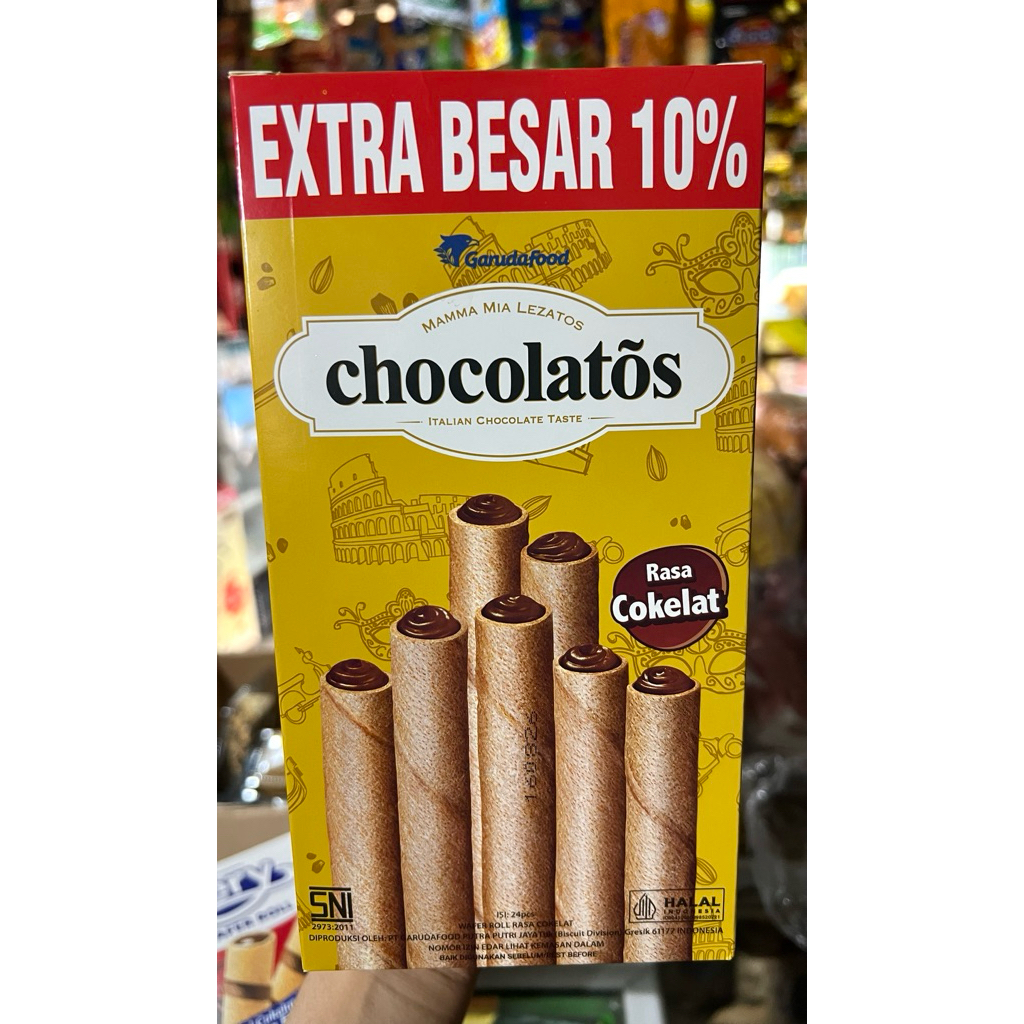 EXTRA BESAR 10%
Garudafood
MAMMA MIA LEZATOS
chocolatõs
ITALIAN CHOCOLATE TASTE
Rasa
Cokelat
160826
SNI
2973:2011
HALAL
INDONESIA
ISI: 24pcs
WAFER ROLL RASA COKELAT
DIPRODUKSI OLEH: PT GARUDAFOOD PUTRA PUTRI JAYA Tbk (Biscuit Division) Gresik 61177 INDONESIA
NOMOR IZIN EDAR LIHAT KEMASAN DALAM
BAIK DIGUNAKAN SEBELUM/BEST BEFORE